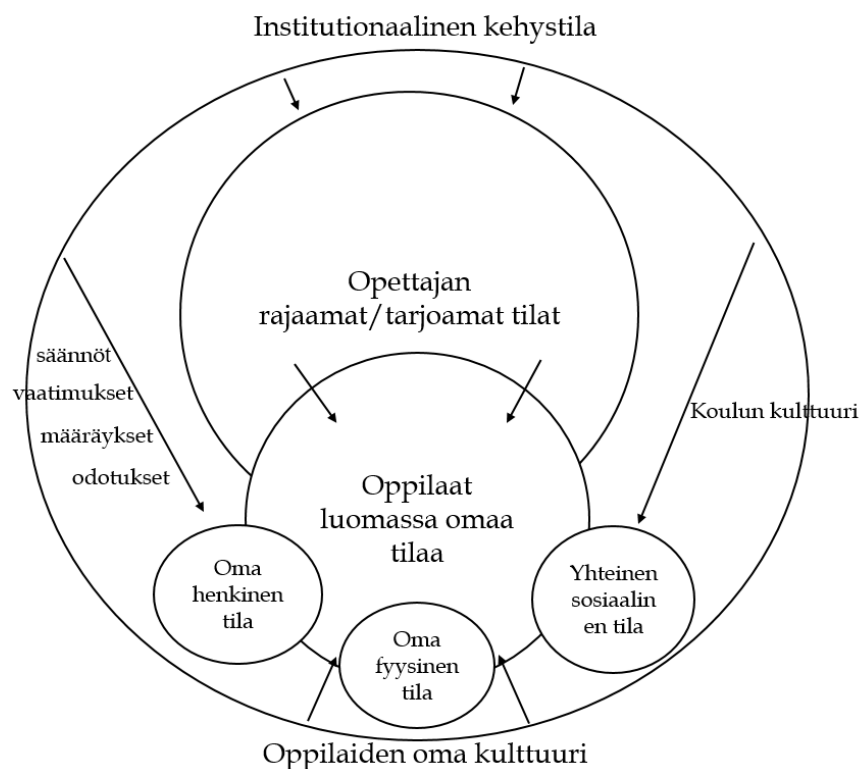 Institutionaalinen kehystila
Opettajan
rajaamat/tarjoamat tilat
säännöt
vaatimukset
määräykset
odotukset
Koulun kulttuuri
Oppilaat
luomassa omaa
tilaa
Oma
henkinen
tila
Oma
fyysinen
tila
Yhteinen
sosiaalin
en tila
Oppilaiden oma kulttuuri